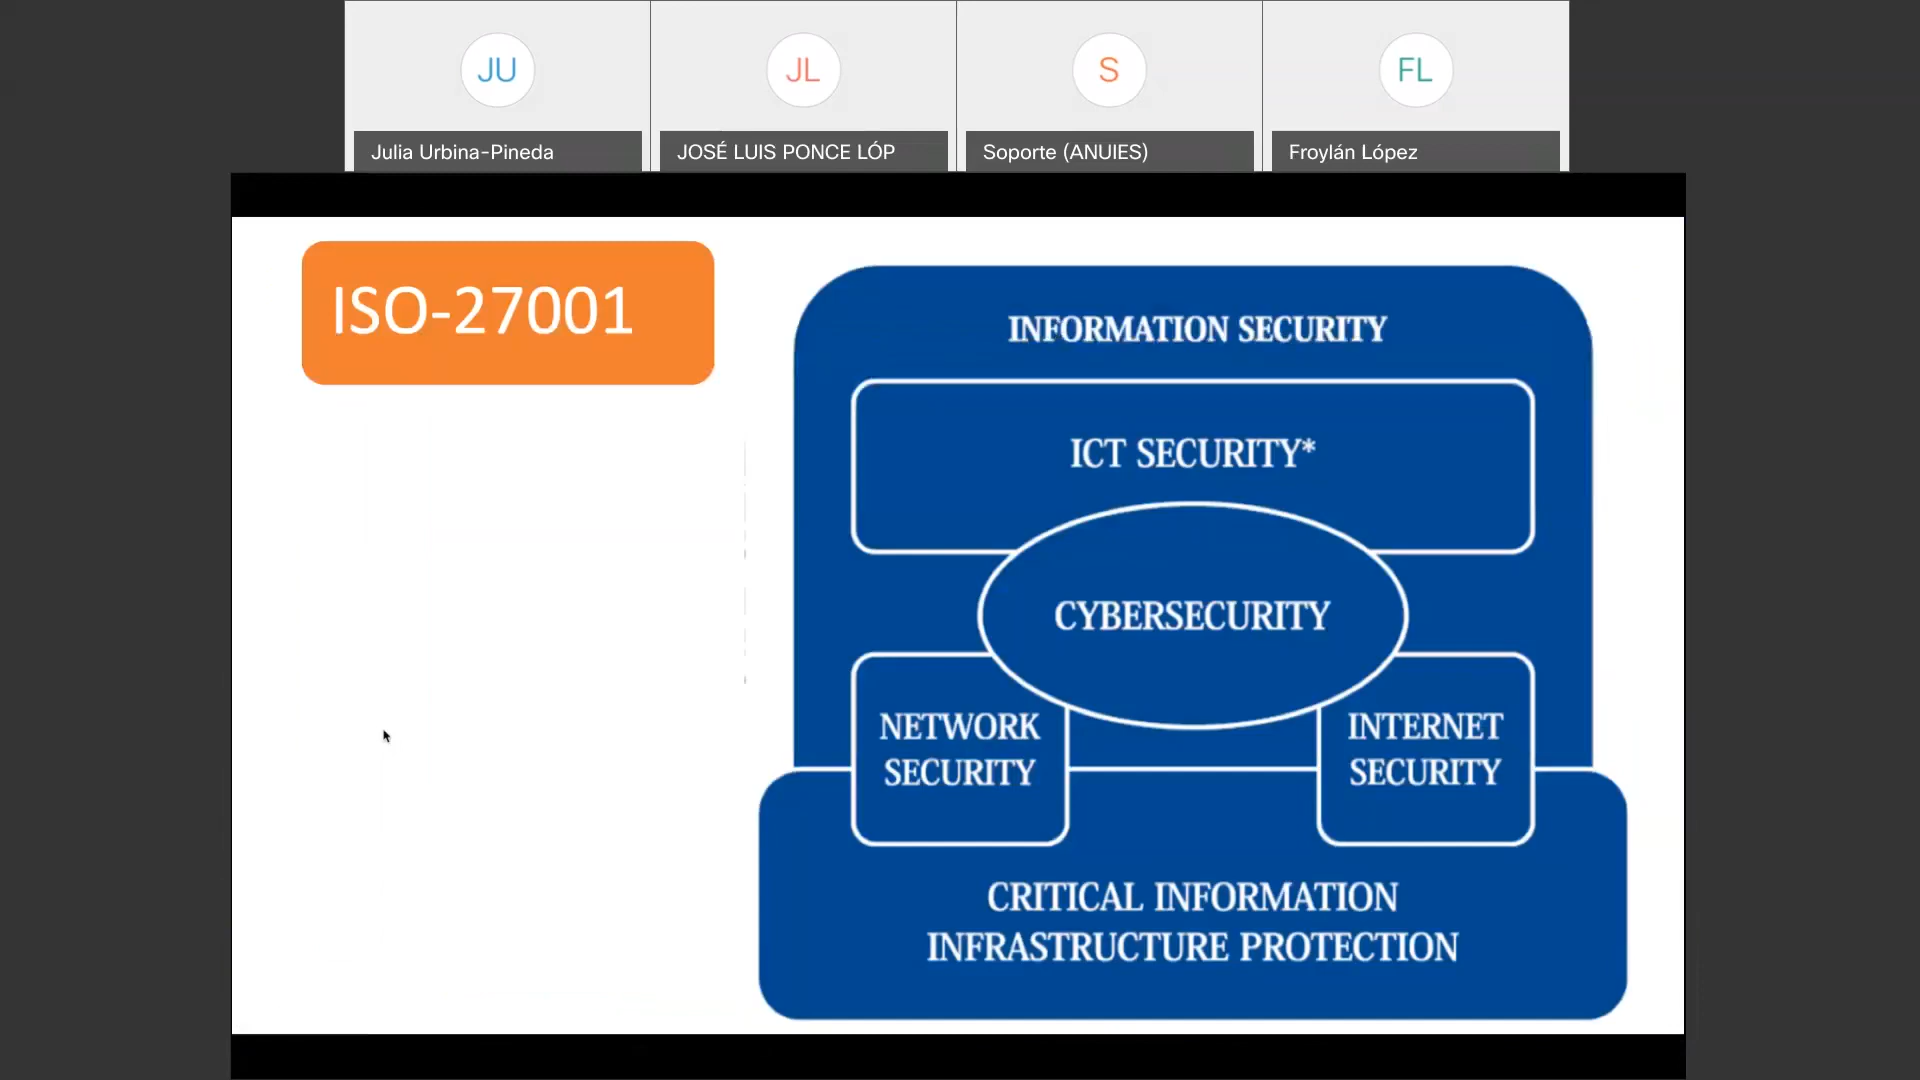 JU
JL
S
FL
Julia Urbina-Pineda
JOSÉ LUIS PONCE LÓP
Soporte (ANUIES)
Froylán López
ISO-27001
INFORMATION SECURITY
ICT SECURITY*
CYBERSECURITY
NETWORK
SECURITY
INTERNET
SECURITY
CRITICAL INFORMATION
INFRASTRUCTURE PROTECTION